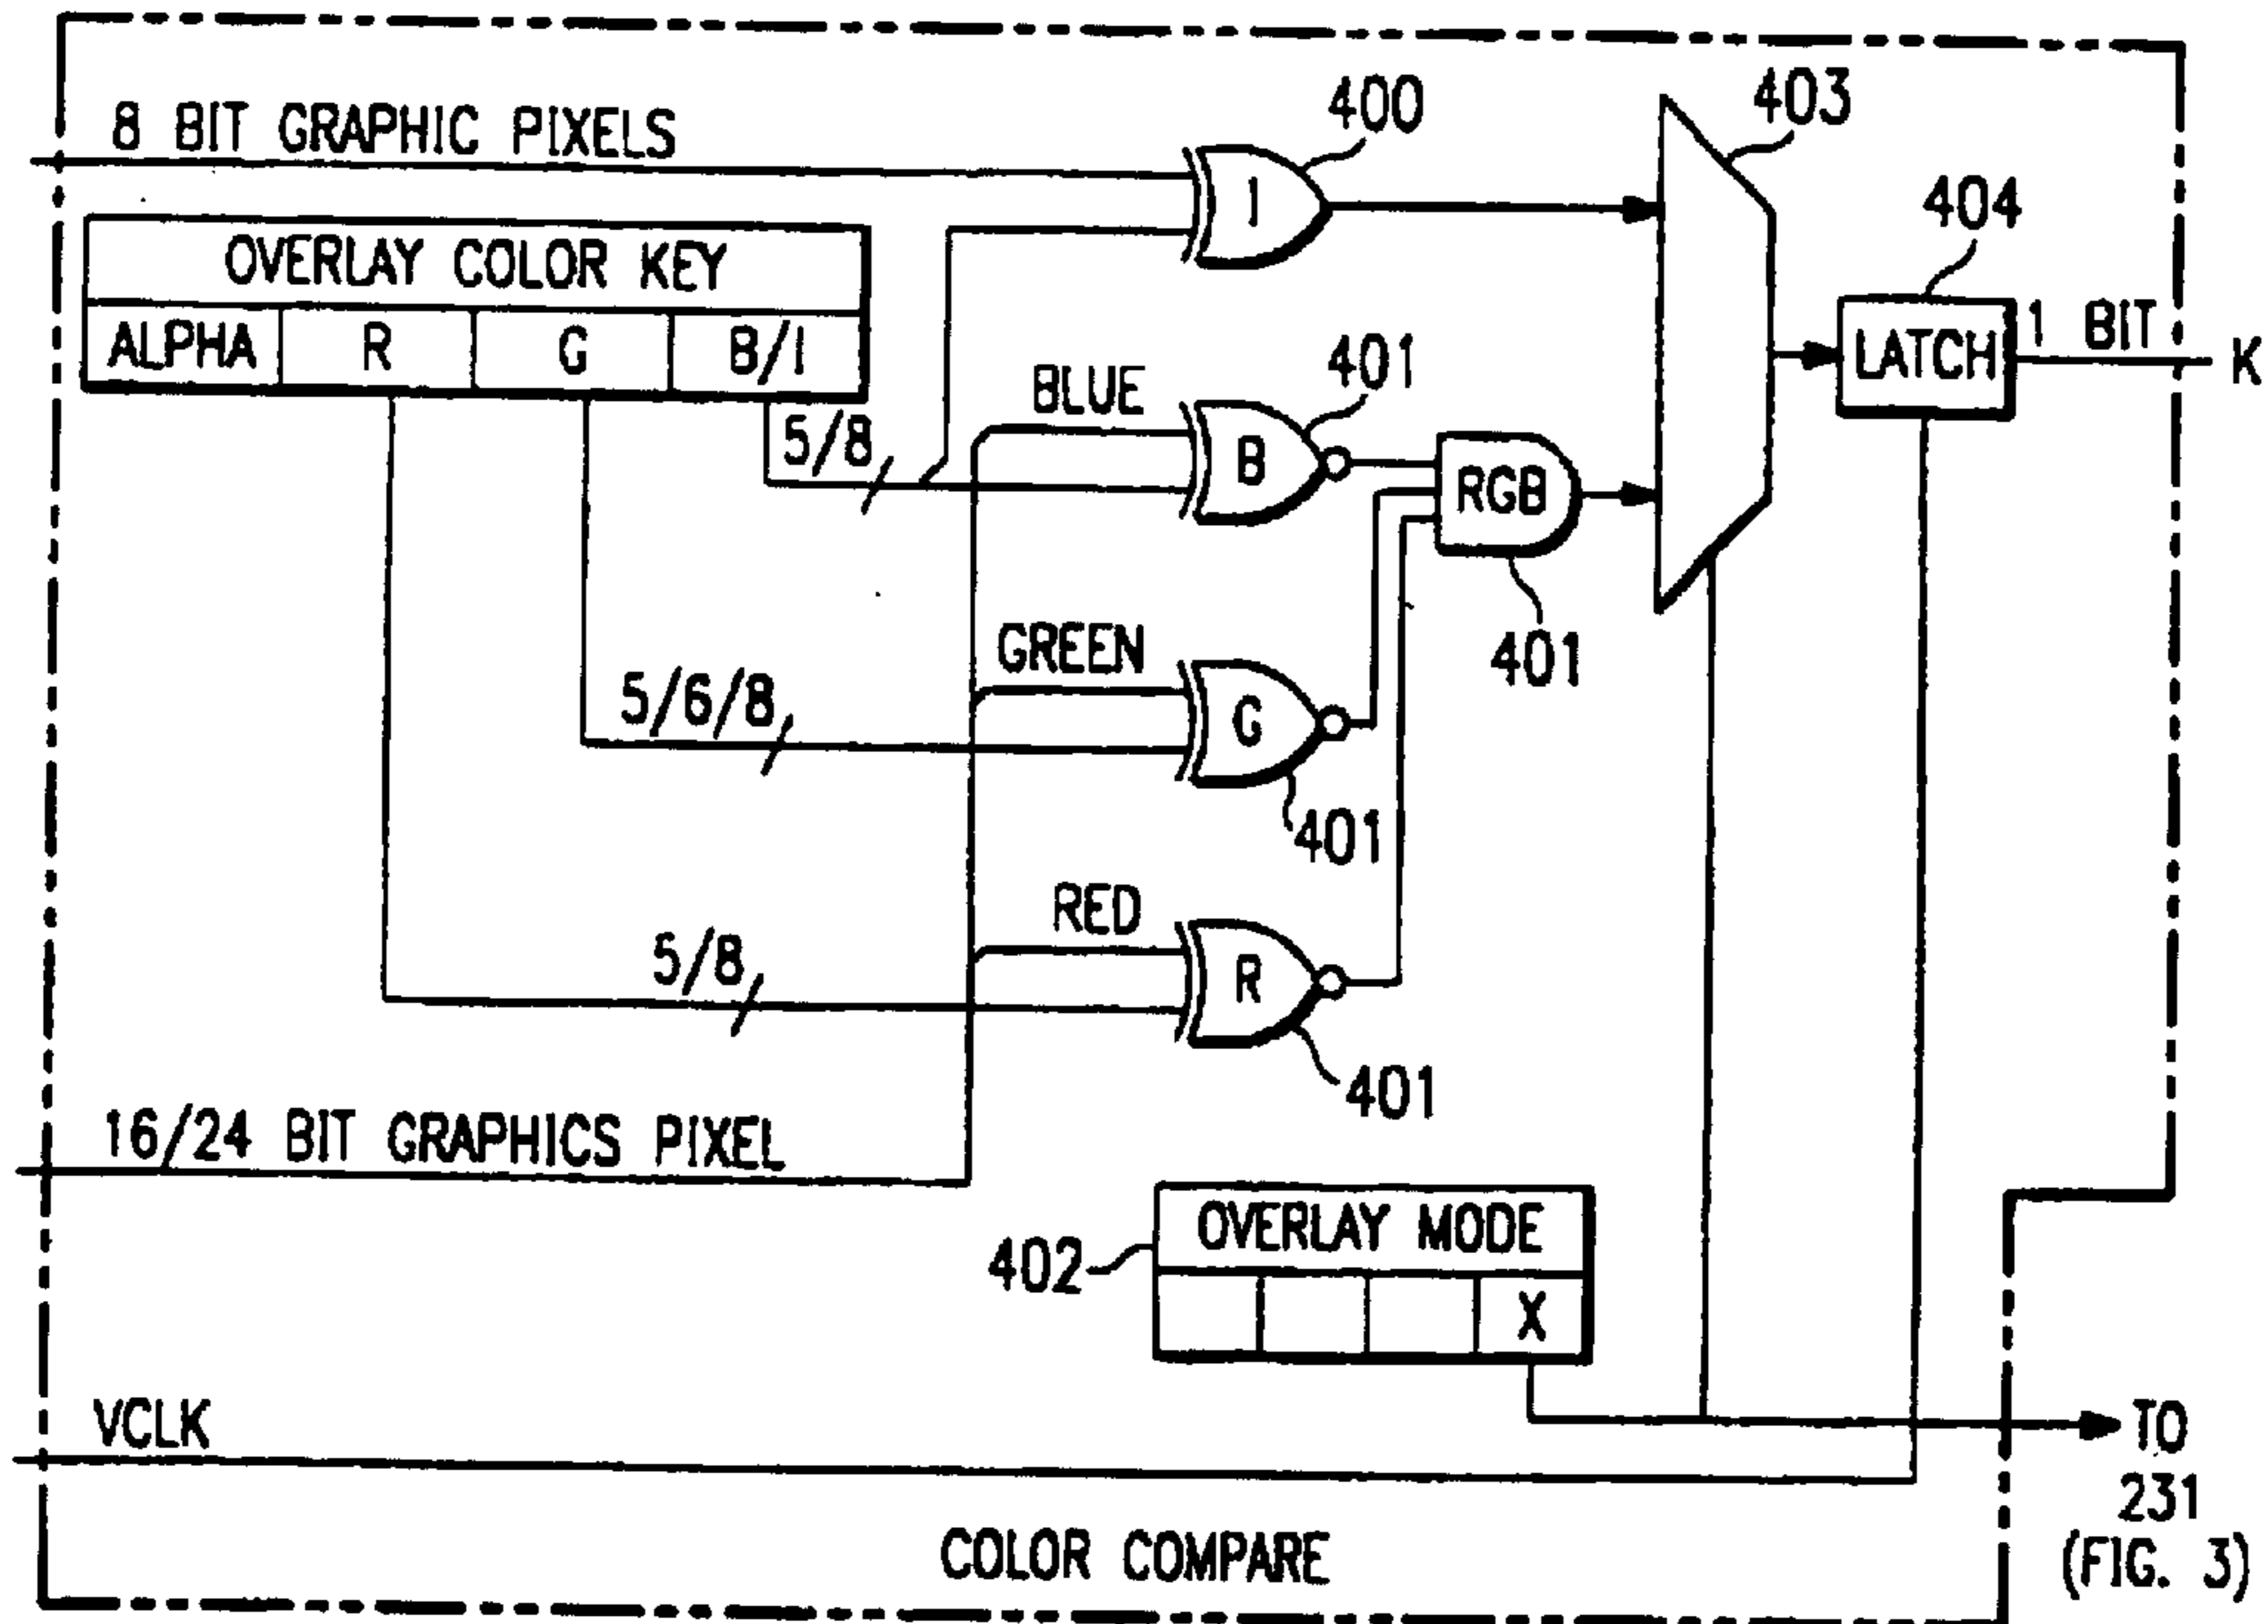 8 BIT GRAPHIC PIXELS
400
403
I
404
OVERLAY COLOR KEY
ALPHA R G B/I
LATCH
1 BIT
K
5/8
BLUE
401
B
RGB
401
GREEN
5/6/8
G
401
RED
5/8
R
401
16/24 BIT GRAPHICS PIXEL
OVERLAY MODE
402
X
VCLK
TO
231
(FIG. 3)
COLOR COMPARE